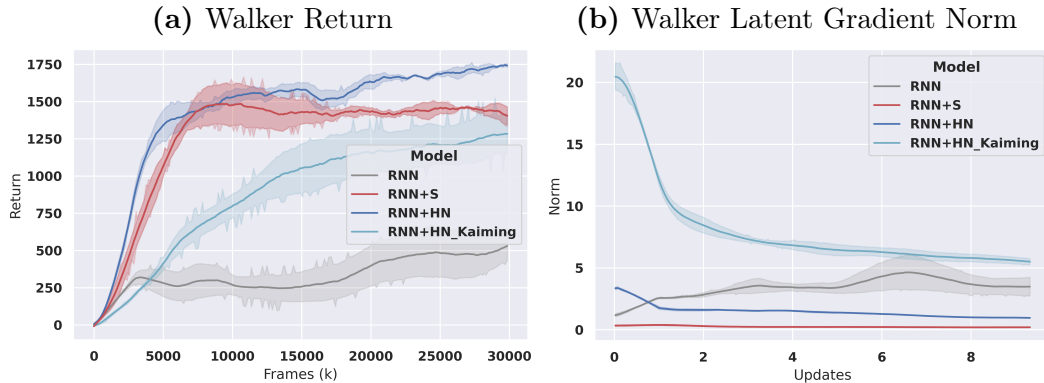 (a) Walker Return
1750
1500
1250
1000
750
500
250
0
Return
0 5000 10000 15000 20000 25000 30000
Frames (k)
Model
RNN
RNN+S
RNN+HN
RNN+HN_Kaiming
(b) Walker Latent Gradient Norm
20
15
10
5
0
Norm
0 2 4 6 8
Updates
Model
RNN
RNN+S
RNN+HN
RNN+HN_Kaiming